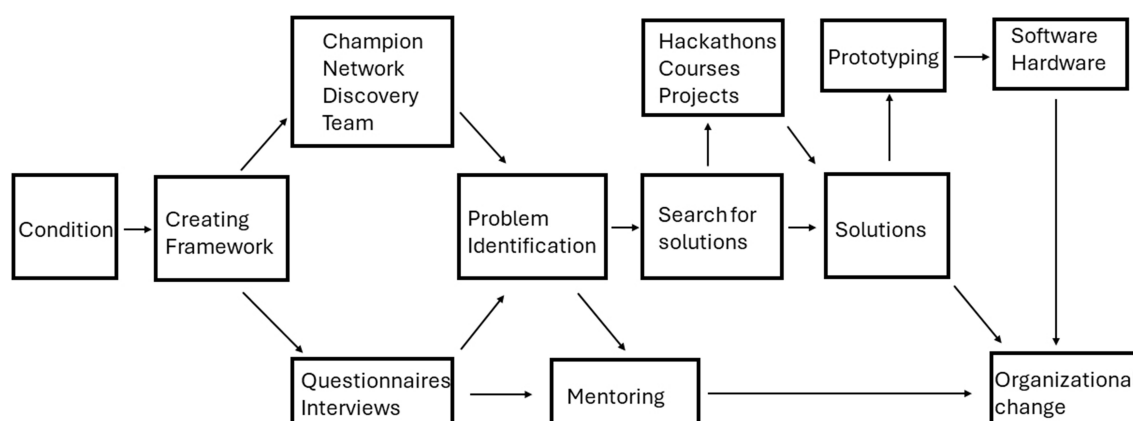 Champion
Network
Discovery
Team
Hackathons
Courses
Projects
Prototyping
Software
Hardware
Condition
Creating
Framework
Problem
Identification
Search for
solutions
Solutions
Questionnaires
Interviews
Mentoring
Organizationa
change